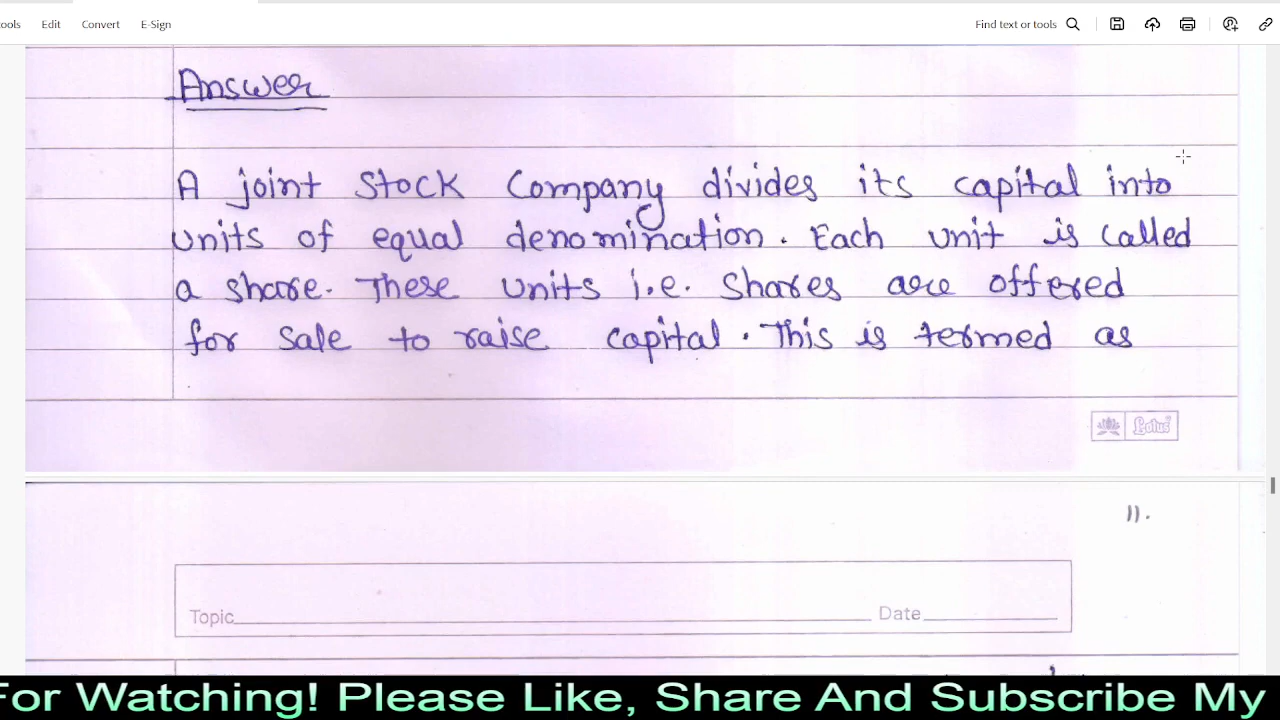 ools Edit Convert E-Sign Find text or tools
Answer
A joint stock company divides its capital into
units of equal denomination. Each unit is called
a share. These units i.e. shares are offered
for sale to raise capital. This is termed as
Lotus
11.
Topic Date
For Watching! Please Like, Share And Subscribe My